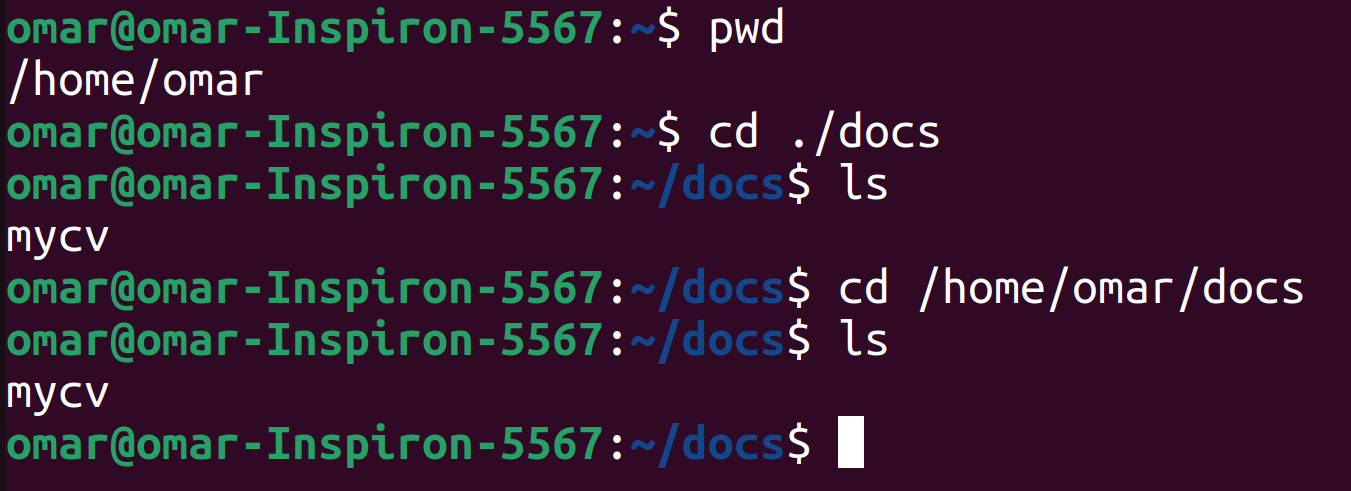 omar@omar-Inspiron-5567:~$ pwd
/home/omar
omar@omar-Inspiron-5567:~$ cd ./docs
omar@omar-Inspiron-5567:~/docs$ ls
mycv
omar@omar-Inspiron-5567:~/docs$ cd /home/omar/docs
omar@omar-Inspiron-5567:~/docs$ ls
mycv
omar@omar-Inspiron-5567:~/docs$